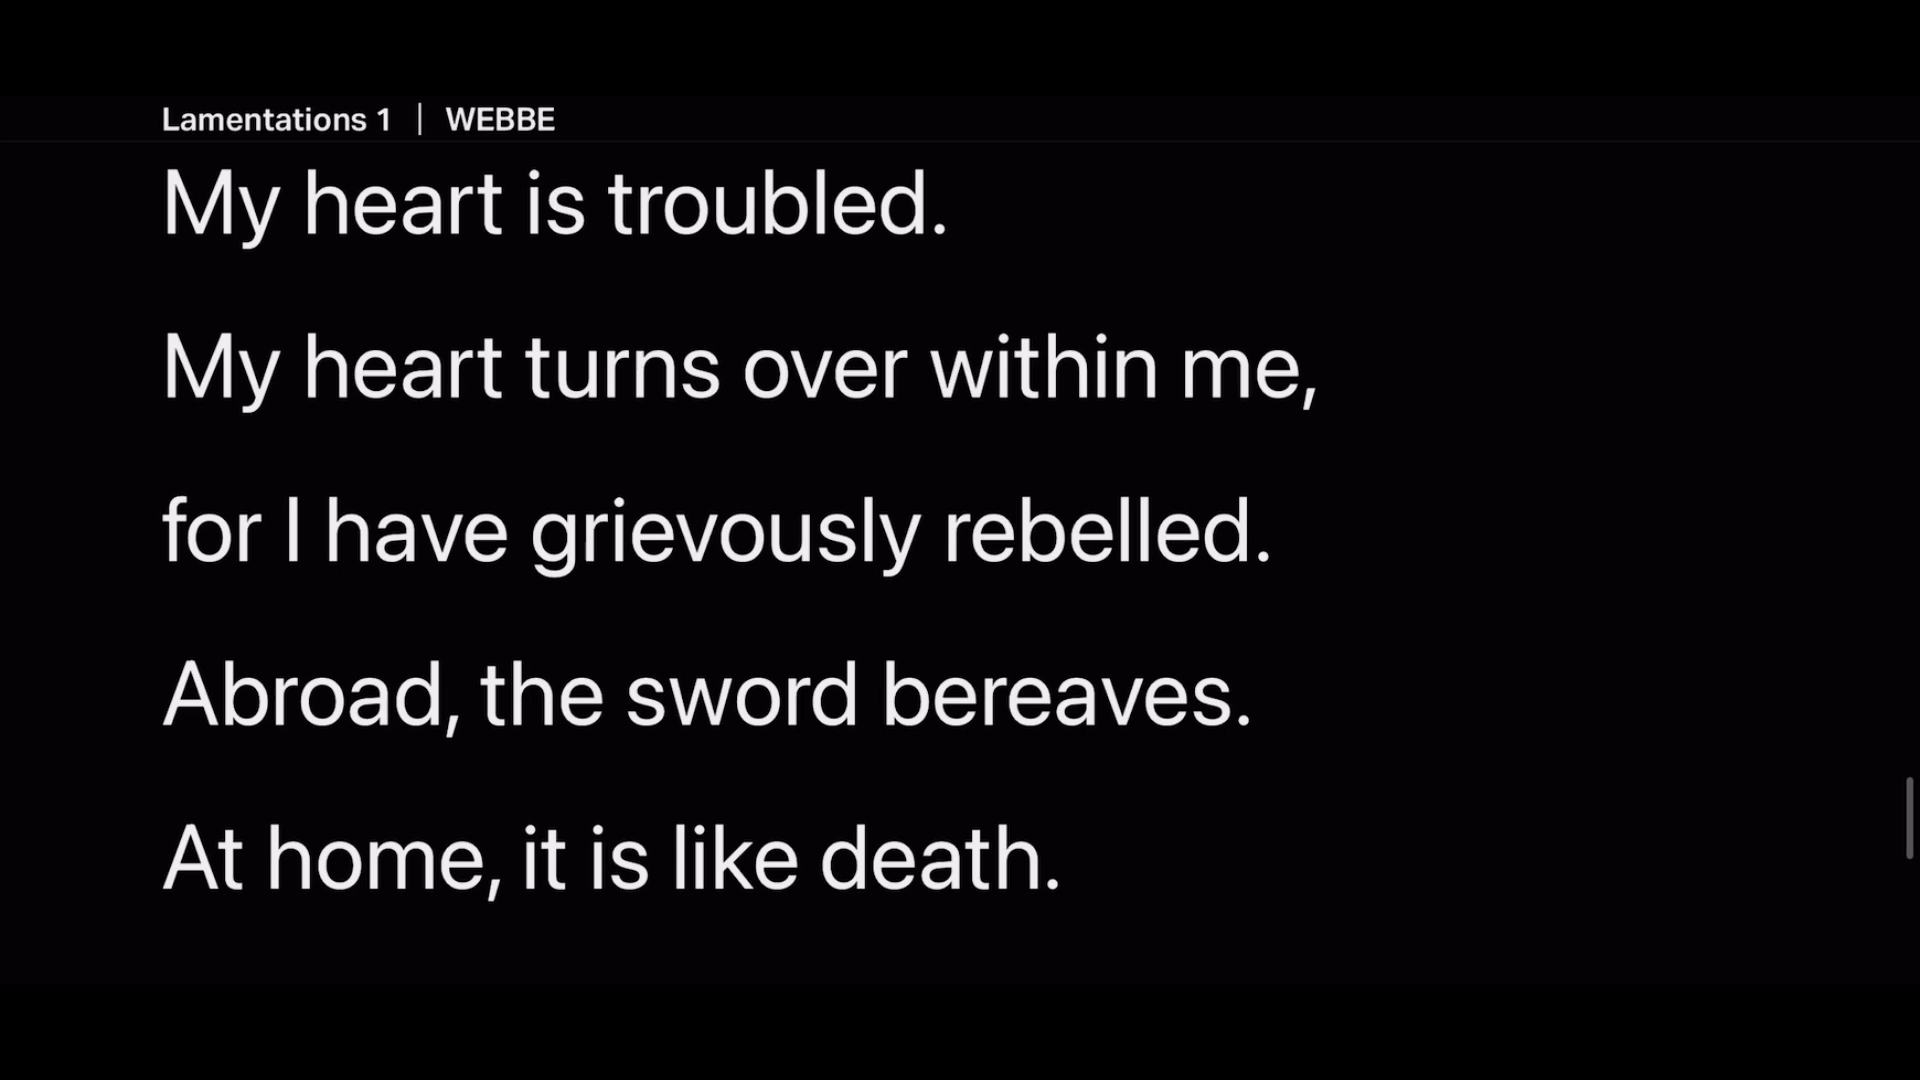 Lamentations 1 | WEBBE
My heart is troubled.
My heart turns over within me,
for I have grievously rebelled.
Abroad, the sword bereaves.
At home, it is like death.